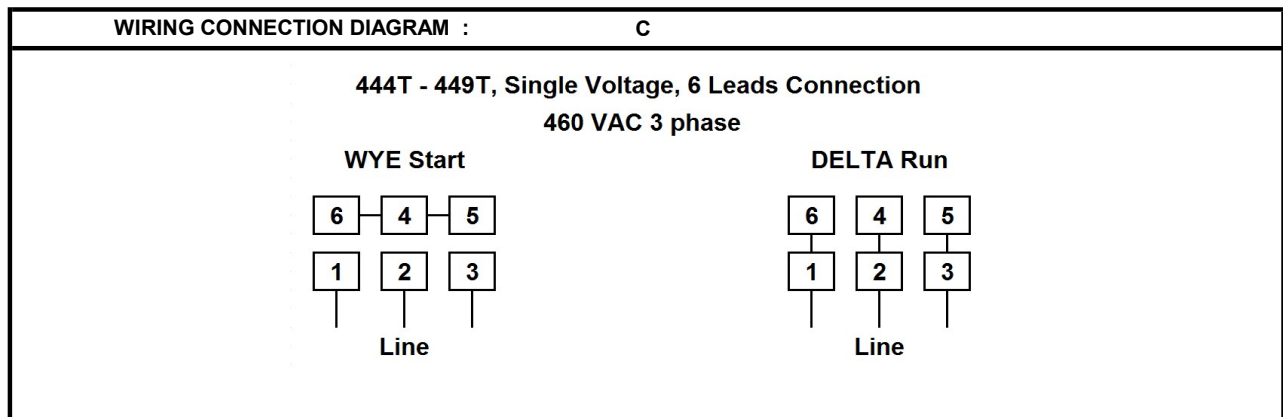 WIRING CONNECTION DIAGRAM : C
444T - 449T, Single Voltage, 6 Leads Connection
460 VAC 3 phase
WYE Start DELTA Run
6 4 5 6 4 5
1 2 3 1 2 3
Line Line